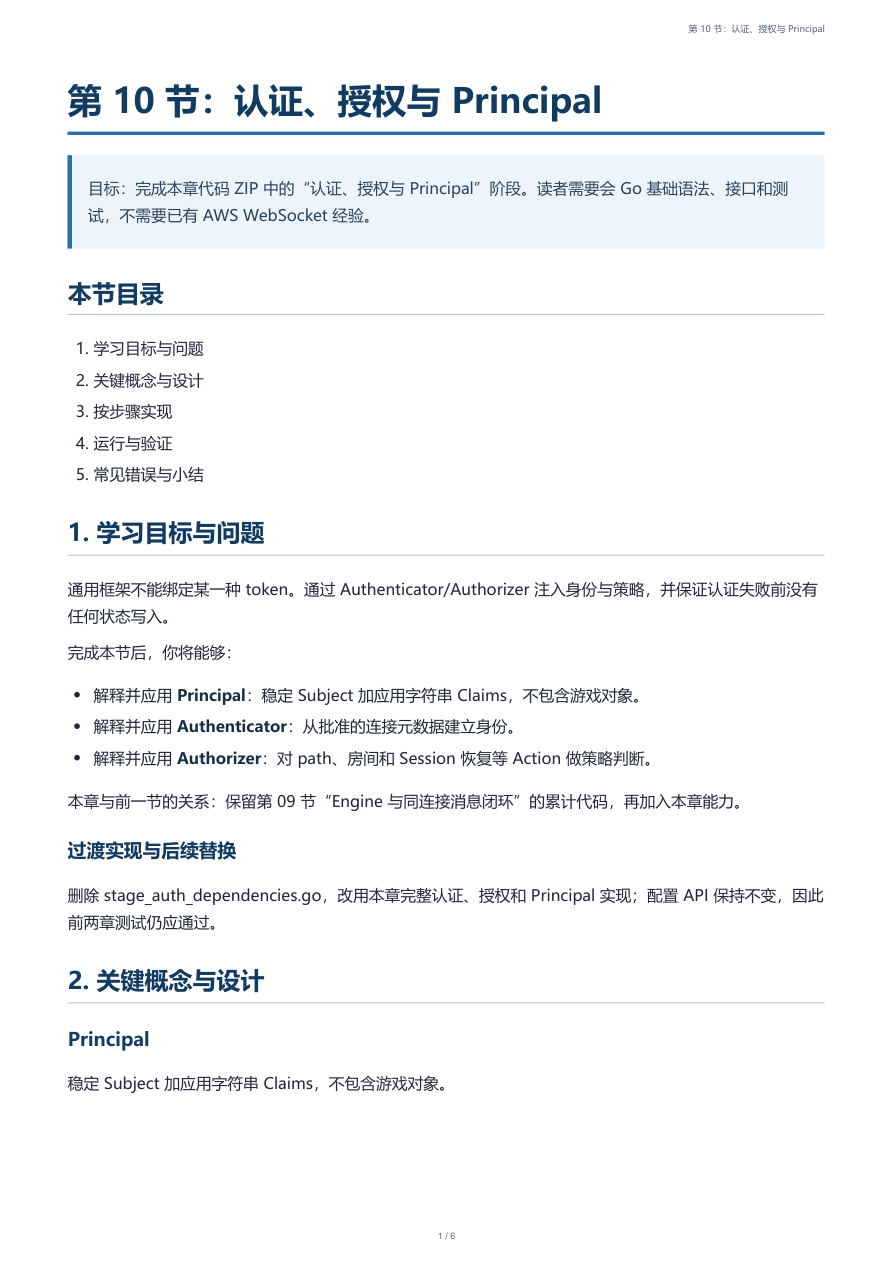 第 10 节：认证、授权与 Principal
第 10 节：认证、授权与 Principal
目标：完成本章代码 ZIP 中的“认证、授权与 Principal”阶段。读者需要会 Go 基础语法、接口和测
试，不需要已有 AWS WebSocket 经验。
本节目录
1. 学习目标与问题
2. 关键概念与设计
3. 按步骤实现
4. 运行与验证
5. 常见错误与小结
1. 学习目标与问题
通用框架不能绑定某一种 token。通过 Authenticator/Authorizer 注入身份与策略，并保证认证失败前没有
任何状态写入。
完成本节后，你将能够：
• 解释并应用 Principal：稳定 Subject 加应用字符串 Claims，不包含游戏对象。
• 解释并应用 Authenticator：从批准的连接元数据建立身份。
• 解释并应用 Authorizer：对 path、房间和 Session 恢复等 Action 做策略判断。
本章与前一节的关系：保留第 09 节“Engine 与同连接消息闭环”的累计代码，再加入本章能力。
过渡实现与后续替换
删除 stage_auth_dependencies.go，改用本章完整认证、授权和 Principal 实现；配置 API 保持不变，因此
前两章测试仍应通过。
2. 关键概念与设计
Principal
稳定 Subject 加应用字符串 Claims，不包含游戏对象。
1 / 6